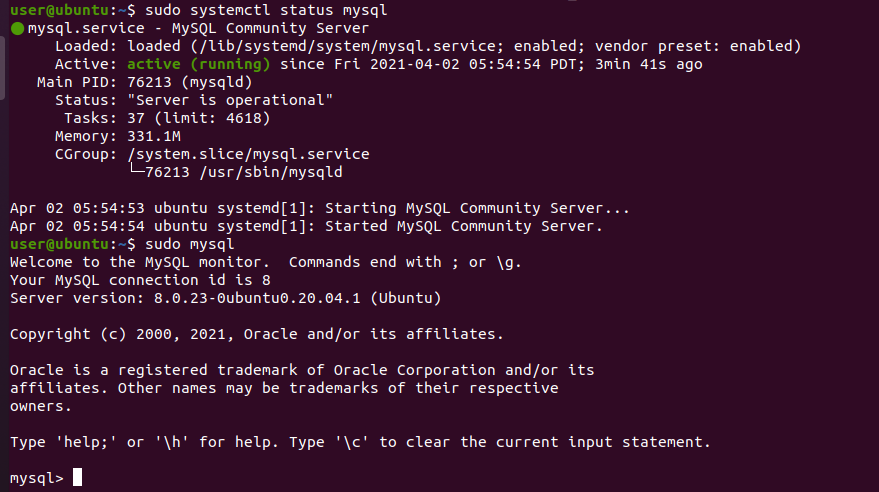 user@ubuntu:~$ sudo systemctl status mysql
● mysql.service - MySQL Community Server
     Loaded: loaded (/lib/systemd/system/mysql.service; enabled; vendor preset: enabled)
     Active: active (running) since Fri 2021-04-02 05:54:54 PDT; 3min 41s ago
   Main PID: 76213 (mysqld)
     Status: "Server is operational"
      Tasks: 37 (limit: 4618)
     Memory: 331.1M
     CGroup: /system.slice/mysql.service
             └─76213 /usr/sbin/mysqld

Apr 02 05:54:53 ubuntu systemd[1]: Starting MySQL Community Server...
Apr 02 05:54:54 ubuntu systemd[1]: Started MySQL Community Server.
user@ubuntu:~$ sudo mysql
Welcome to the MySQL monitor.  Commands end with ; or \g.
Your MySQL connection id is 8
Server version: 8.0.23-0ubuntu0.20.04.1 (Ubuntu)

Copyright (c) 2000, 2021, Oracle and/or its affiliates.

Oracle is a registered trademark of Oracle Corporation and/or its
affiliates. Other names may be trademarks of their respective
owners.

Type 'help;' or '\h' for help. Type '\c' to clear the current input statement.

mysql>